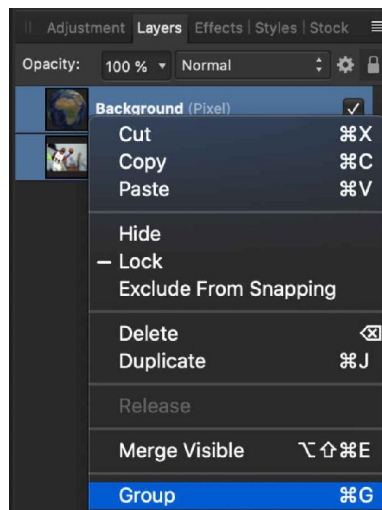 Adjustment Layers Effects | Styles | Stock
Opacity: 100 % Normal
Background (Pixel)
Cut ⌘X
Copy ⌘C
Paste ⌘V
Hide
– Lock
Exclude From Snapping
Delete ⌫
Duplicate ⌘J
Release
Merge Visible ⌥⇧⌘E
Group ⌘G